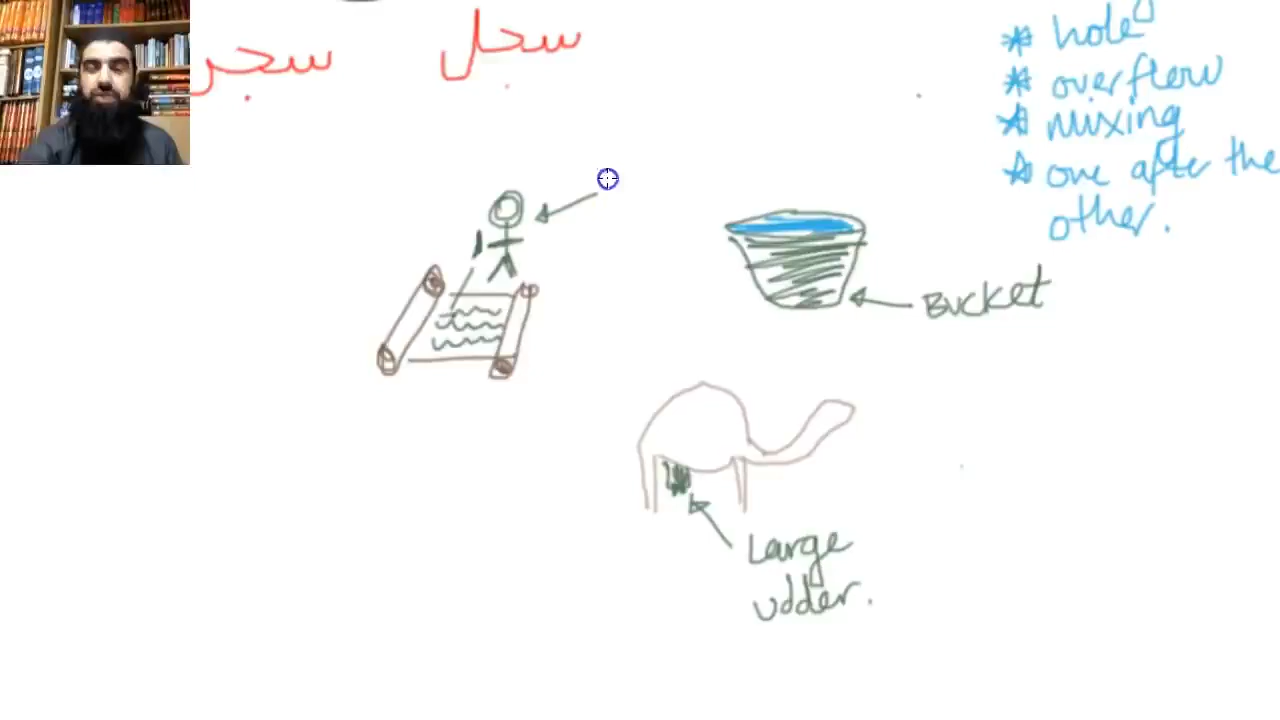 سجل سجر
* hole
* overflow
* mixing
* one after the
other.
Bucket
Large
udder.